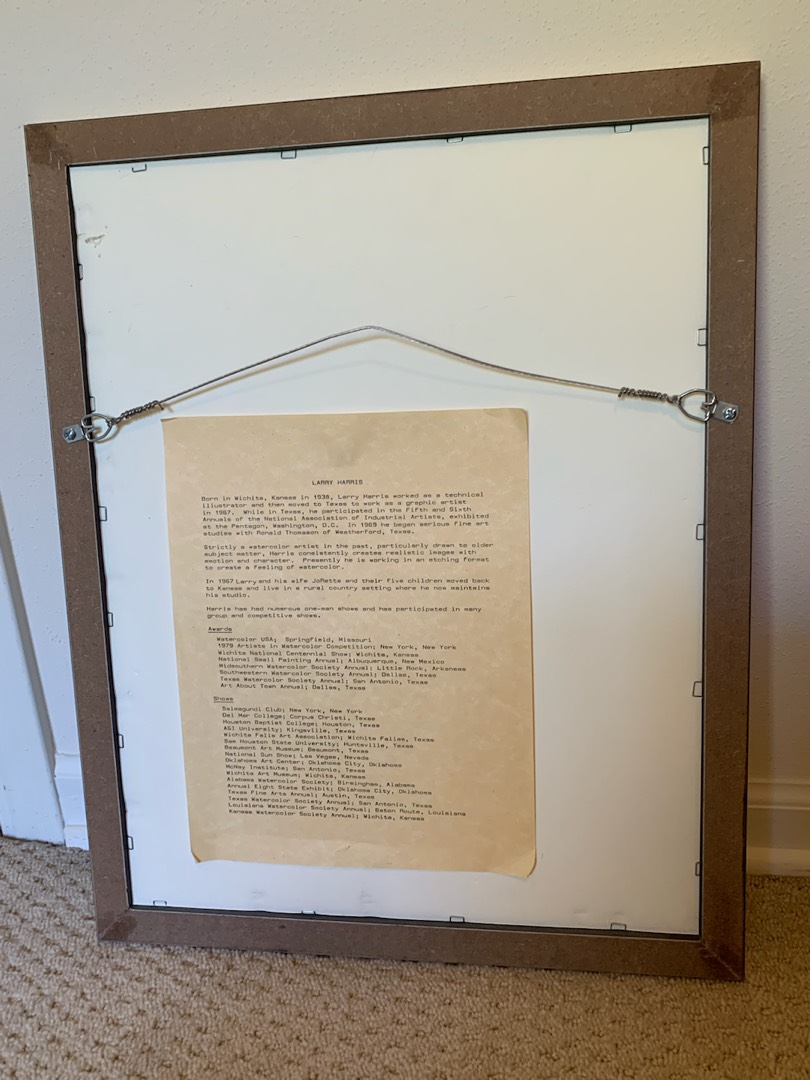 LARRY HARRIS
Born in Wichita, Kansas in 1938, Larry Harris worked as a technical
illustrator and then moved to Texas to work as a graphic artist
in 1967. While in Texas, he participated in the Fifth and Sixth
Annuals of the National Association of Industrial Artists, exhibited
at the Pentagon, Washington, D.C. In 1969 he began serious fine art
studies with Ronald Thomason of Weatherford, Texas.
Strictly a watercolor artist in the past, particularly drawn to older
subject matter, Harris consistently creates realistic images with
emotion and character. Presently he is working in an etching format
to create a feeling of watercolor.
In 1967 Larry and his wife JoRetta and their five children moved back
to Kansas and live in a rural country setting where he now maintains
his studio.
Harris has had numerous one-man shows and has participated in many
group and competitive shows.
Awards
Watercolor USA; Springfield, Missouri
1979 Artists in Watercolor Competition; New York, New York
Wichita National Centennial Show; Wichita, Kansas
National Small Painting Annual; Albuquerque, New Mexico
Midsouthern Watercolor Society Annual; Little Rock, Arkansas
Southwestern Watercolor Society Annual; Dallas, Texas
Texas Watercolor Society Annual; San Antonio, Texas
Art About Town Annual; Dallas, Texas
Shows
Salmagundi Club; New York, New York
Del Mar College; Corpus Christi, Texas
Houston Baptist College; Houston, Texas
A&I University; Kingsville, Texas
Wichita Falls Art Association; Wichita Falls, Texas
Sam Houston State University; Huntsville, Texas
Beaumont Art Museum; Beaumont, Texas
National Sun Show; Las Vegas, Nevada
Oklahoma Art Center; Oklahoma City, Oklahoma
McNay Institute; San Antonio, Texas
Wichita Art Museum; Wichita, Kansas
Alabama Watercolor Society; Birmingham, Alabama
Annual Eight State Exhibit; Oklahoma City, Oklahoma
Texas Fine Arts Annual; Austin, Texas
Texas Watercolor Society Annual; San Antonio, Texas
Louisiana Watercolor Society Annual; Baton Route, Louisiana
Kansas Watercolor Society Annual; Wichita, Kansas